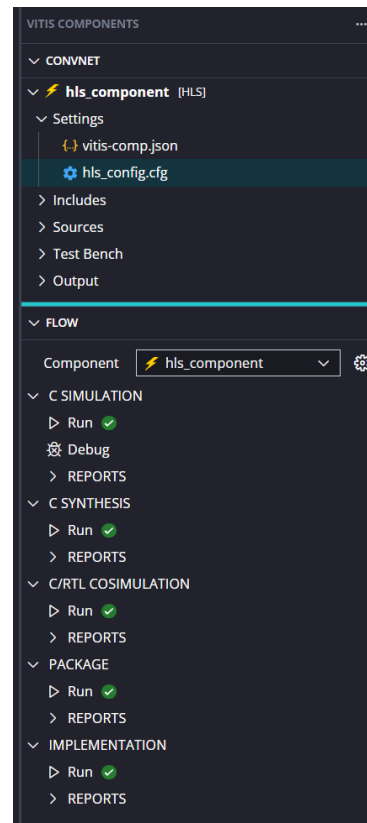 VITIS COMPONENTS
CONVNET
hls_component [HLS]
Settings
{..} vitis-comp.json
hls_config.cfg
Includes
Sources
Test Bench
Output
FLOW
Component hls_component
C SIMULATION
Run
Debug
REPORTS
C SYNTHESIS
Run
REPORTS
C/RTL COSIMULATION
Run
REPORTS
PACKAGE
Run
REPORTS
IMPLEMENTATION
Run
REPORTS